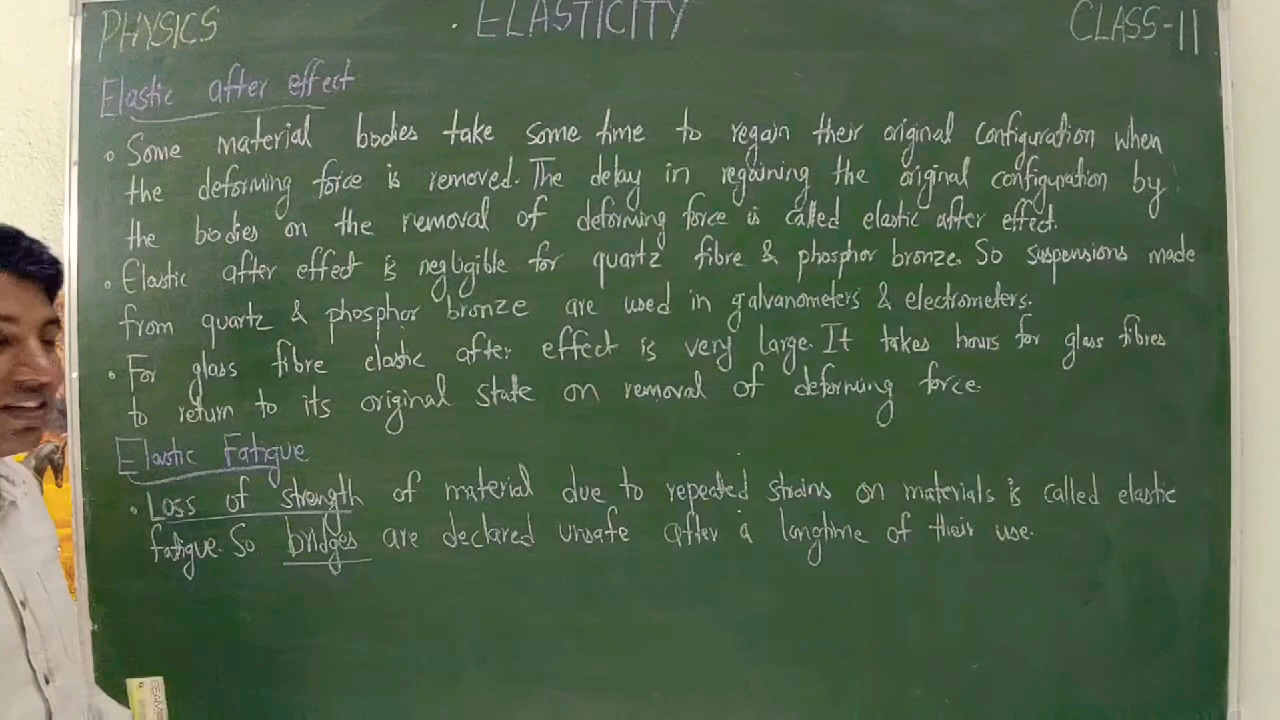 PHYSICS ELASTICITY CLASS-11
Elastic after effect
• Some material bodies take some time to regain their original configuration when
the deforming force is removed. The delay in regaining the original configuration by
the bodies on the removal of deforming force is called elastic after effect.
• Elastic after effect is negligible for quartz fibre & phosphor bronze. So suspensions made
from quartz & phosphor bronze are used in galvanometers & electrometers.
• For glass fibre elastic after effect is very large. It takes hours for glass fibres
to return to its original state on removal of deforming force.
Elastic Fatigue
• Loss of strength of material due to repeated strains on materials is called elastic
fatigue. So bridges are declared unsafe after a longtime of their use.